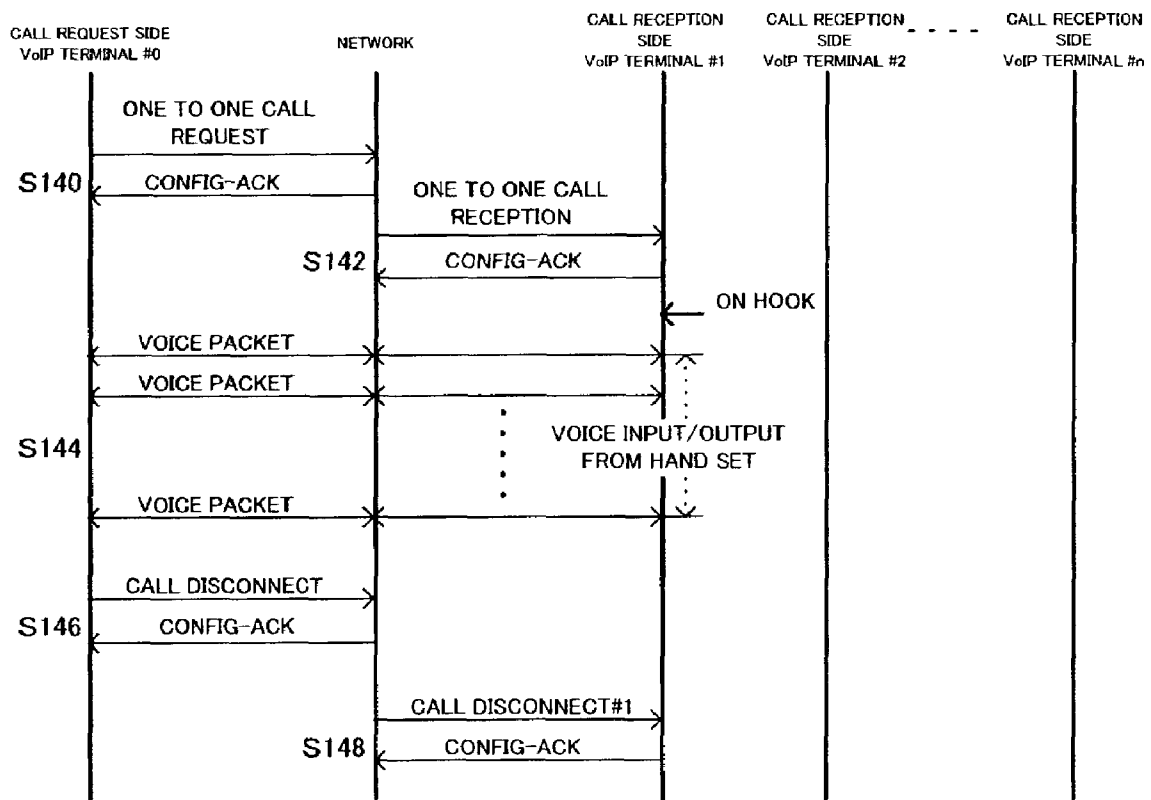 CALL REQUEST SIDE
VoIP TERMINAL #0
NETWORK
CALL RECEPTION
SIDE
VoIP TERMINAL #1
CALL RECEPTION
SIDE
VoIP TERMINAL #2
CALL RECEPTION
SIDE
VoIP TERMINAL #n
ONE TO ONE CALL
REQUEST
S140
CONFIG-ACK
ONE TO ONE CALL
RECEPTION
S142
CONFIG-ACK
ON HOOK
VOICE PACKET
VOICE PACKET
S144
VOICE INPUT/OUTPUT
FROM HAND SET
VOICE PACKET
CALL DISCONNECT
S146
CONFIG-ACK
CALL DISCONNECT#1
S148
CONFIG-ACK